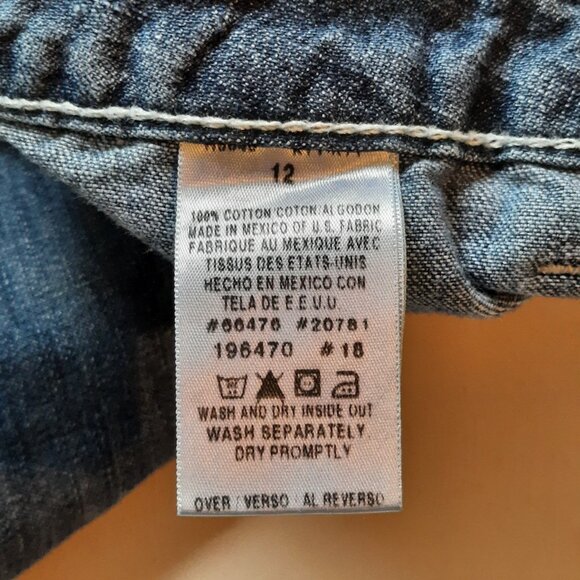 12
100% COTTON/COTON/ALGODON
MADE IN MEXICO OF U.S. FABRIC
FABRIQUE AU MEXIQUE AVEC
TISSUS DES ETATS-UNIS
HECHO EN MEXICO CON
TELA DE E E U U
#66476 #20781
196470 #18
WASH AND DRY INSIDE OUT
WASH SEPARATELY
DRY PROMPTLY
OVER / VERSO / AL REVERSO